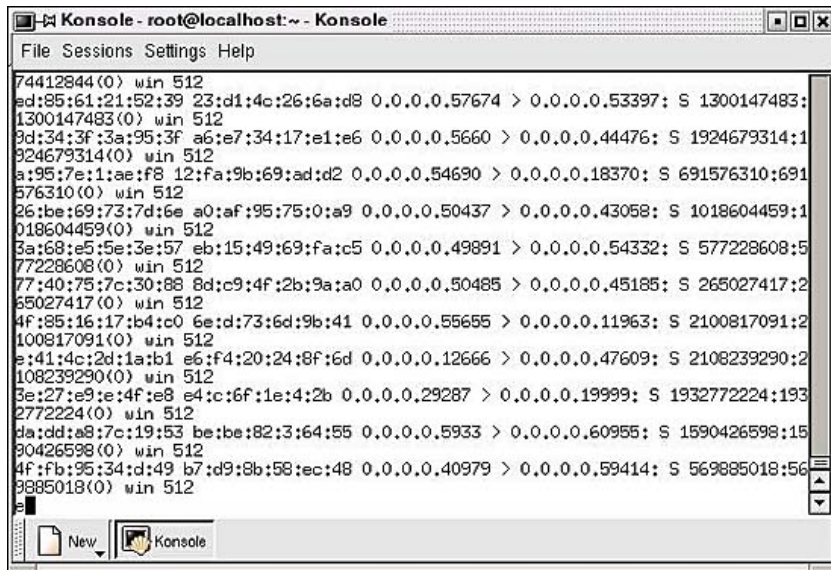 Konsole - root@localhost:~ - Konsole
File Sessions Settings Help
74412844(0) win 512
ed:85:61:21:52:39 23:d1:4c:26:6a:d8 0.0.0.0.57674 > 0.0.0.0.53397: S 1300147483:
1300147483(0) win 512
9d:34:3f:3a:95:3f a6:e7:34:17:e1:e6 0.0.0.0.5660 > 0.0.0.0.44476: S 1924679314:1
924679314(0) win 512
a:95:7e:1:ae:f8 12:fa:9b:69:ad:d2 0.0.0.0.54690 > 0.0.0.0.18370: S 691576310:691
576310(0) win 512
26:be:69:73:7d:6e a0:af:95:75:0:a9 0.0.0.0.50437 > 0.0.0.0.43058: S 1018604459:1
018604459(0) win 512
3a:68:e5:5e:3e:57 eb:15:49:69:fa:c5 0.0.0.0.49891 > 0.0.0.0.54332: S 577228608:5
77228608(0) win 512
77:40:75:7c:30:88 8d:c9:4f:2b:9a:a0 0.0.0.0.50485 > 0.0.0.0.45185: S 265027417:2
65027417(0) win 512
4f:85:16:17:b4:c0 6e:d:73:6d:9b:41 0.0.0.0.55655 > 0.0.0.0.11963: S 2100817091:2
100817091(0) win 512
e:41:4c:2d:1a:b1 e6:f4:20:24:8f:6d 0.0.0.0.12666 > 0.0.0.0.47609: S 2108239290:2
108239290(0) win 512
3e:27:e9:e:4f:e8 e4:c:6f:1e:4:2b 0.0.0.0.29287 > 0.0.0.0.19999: S 1932772224:193
2772224(0) win 512
da:dd:a8:7c:19:53 be:be:82:3:64:55 0.0.0.0.5933 > 0.0.0.0.60955: S 1590426598:15
90426598(0) win 512
4f:fb:95:34:d:49 b7:d9:8b:58:ec:48 0.0.0.0.40979 > 0.0.0.0.59414: S 569885018:56
9885018(0) win 512
e
New Konsole